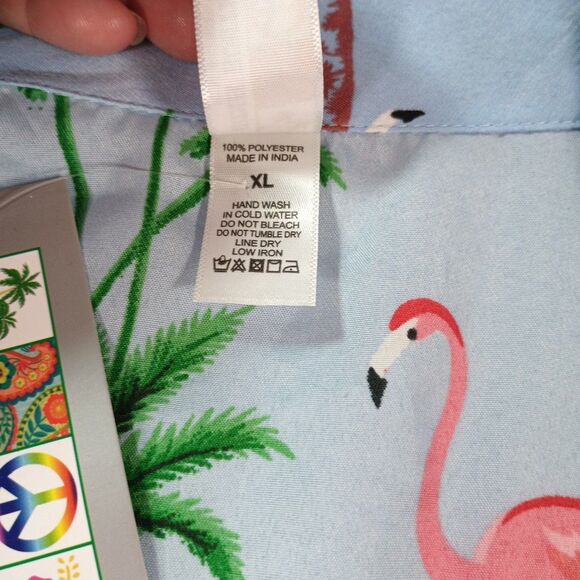 100% POLYESTER
MADE IN INDIA
XL
HAND WASH
IN COLD WATER
DO NOT BLEACH
DO NOT TUMBLE DRY
LINE DRY
LOW IRON